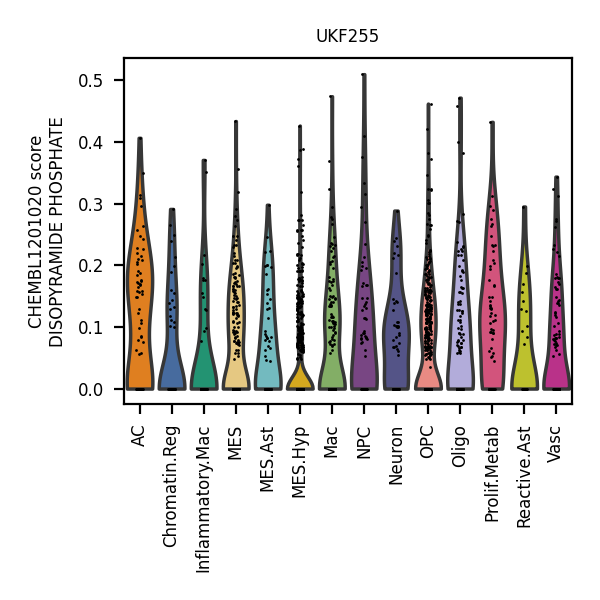 UKF255
CHEMBL1201020 score
DISOPYRAMIDE PHOSPHATE
0.5
0.4
0.3
0.2
0.1
0.0
AC
Chromatin.Reg
Inflammatory.Mac
MES
MES.Ast
MES.Hyp
Mac
NPC
Neuron
OPC
Oligo
Prolif.Metab
Reactive.Ast
Vasc